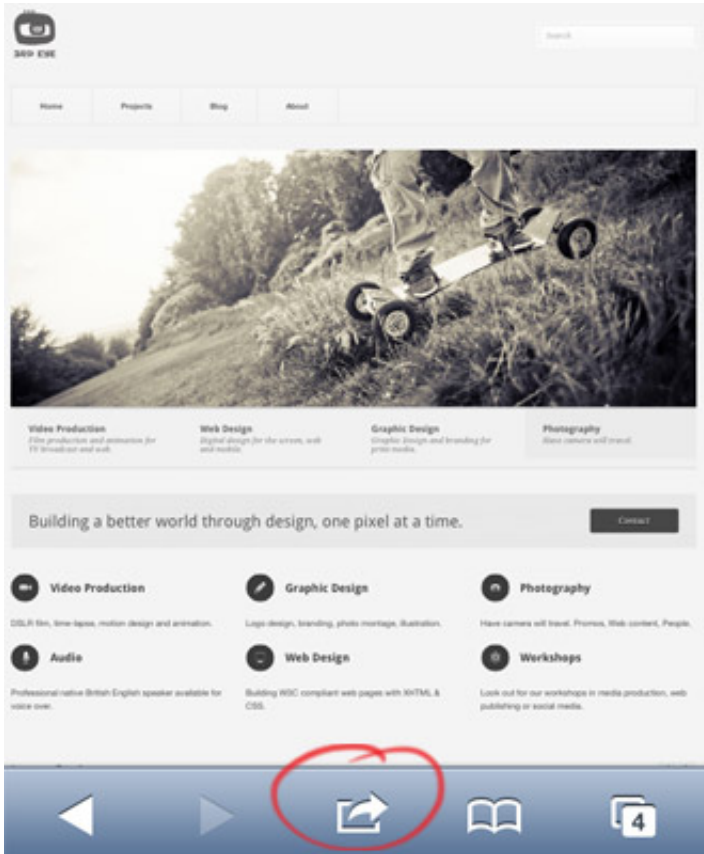 3RD EYE
Search
Home Projects Blog About
Video Production Web Design Graphic Design Photography
Film production and animation for Digital design for the screen, web Graphic Design and branding for Have camera will travel.
TV broadcast and web. and mobile. print media.
Building a better world through design, one pixel at a time. Contact
Video Production Graphic Design Photography
DSLR film, time-lapse, motion design and animation. Logo design, branding, photo montage, illustration. Have camera will travel. Promos, Web content, People,
Audio Web Design Workshops
Professional native British English speaker available for Building W3C compliant web pages with XHTML & Look out for our workshops in media production, web
voice over. CSS. publishing or social media.
4